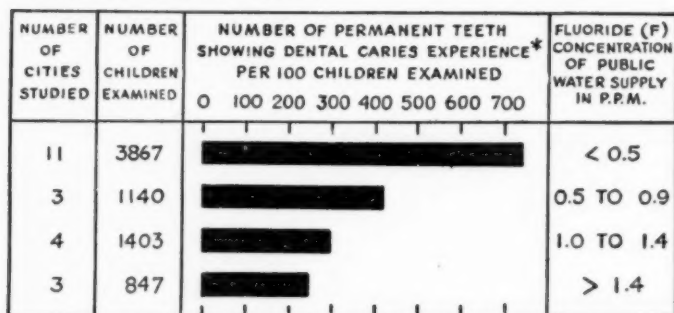 NUMBER OF CITIES STUDIED
NUMBER OF CHILDREN EXAMINED
NUMBER OF PERMANENT TEETH
SHOWING DENTAL CARIES EXPERIENCE*
PER 100 CHILDREN EXAMINED
0 100 200 300 400 500 600 700
FLUORIDE (F)
CONCENTRATION
OF PUBLIC
WATER SUPPLY
IN P.P.M.
11 3867 < 0.5
3 1140 0.5 TO 0.9
4 1403 1.0 TO 1.4
3 847 > 1.4